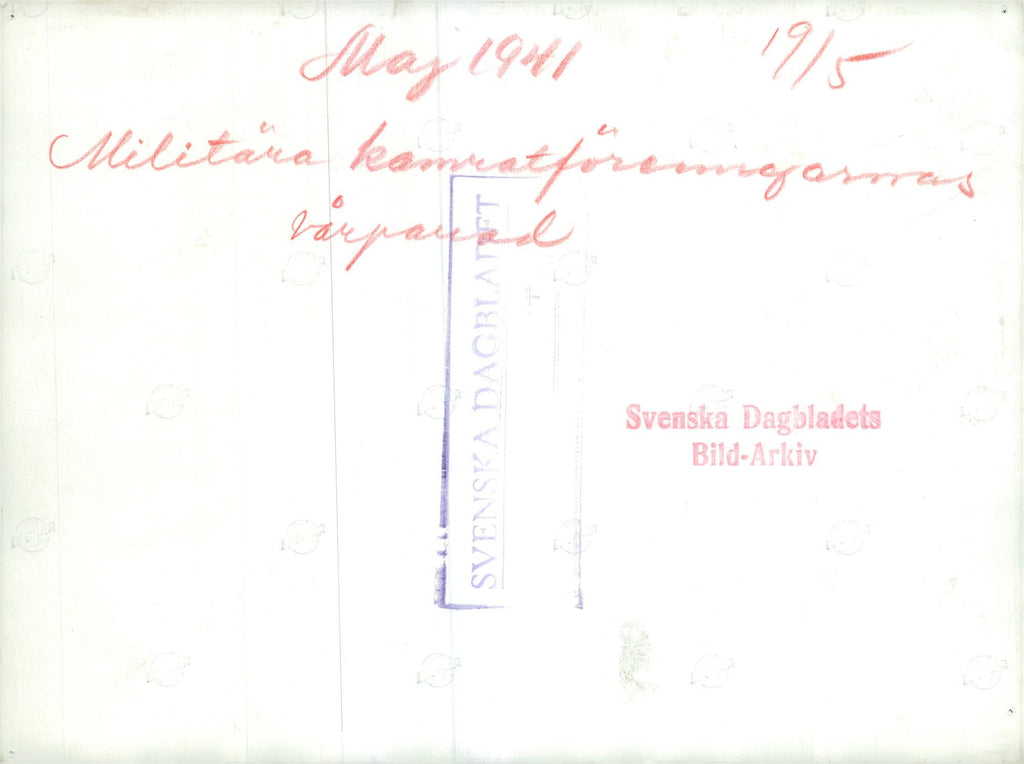 Maj 1941 19/5
Militära kamratföreningarnas
vårparad
SVENSKA DAGBLADET
Svenska Dagbladets
Bild-Arkiv